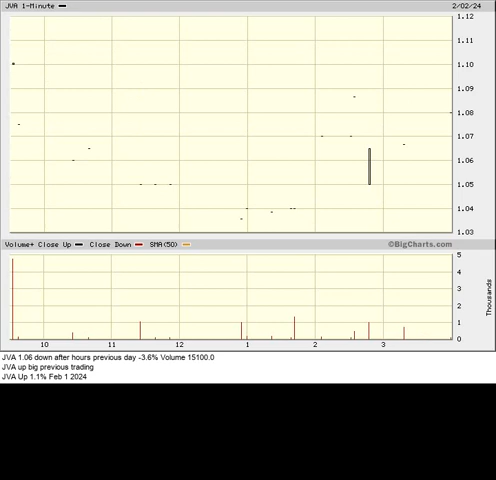 JVA 1-Minute
2/02/24
1.12
1.11
1.10
1.09
1.08
1.07
1.06
1.05
1.04
1.03
Volume+ Close Up Close Down SMA(50) ©BigCharts.com
5
4
3
2
1
0
Thousands
10 11 12 1 2 3
JVA 1.06 down after hours previous day -3.6% Volume 15100.0
JVA up big previous trading
JVA Up 1.1% Feb 1 2024